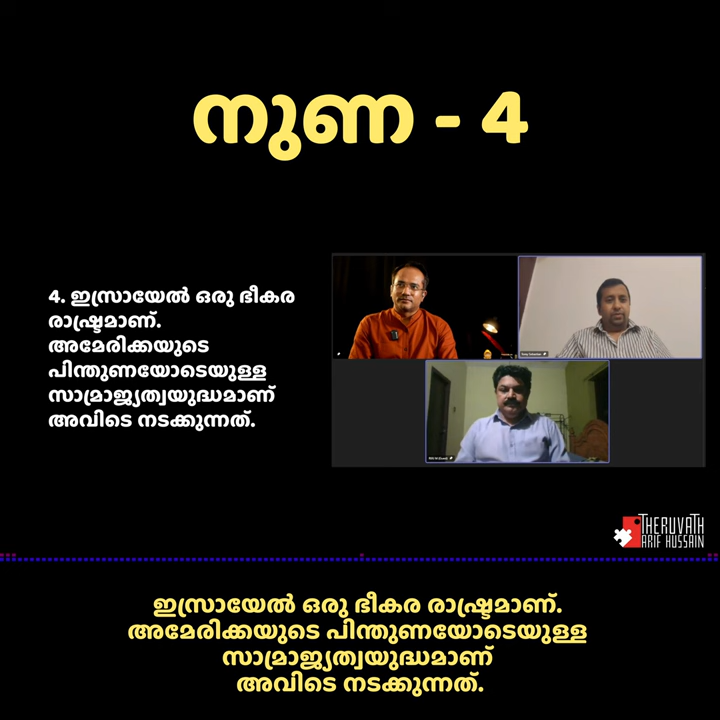 നുണ - 4
4. ഇസ്രായേൽ ഒരു ഭീകര
രാഷ്ട്രമാണ്.
അമേരിക്കയുടെ
പിന്തുണയോടെയുള്ള
സാമ്രാജ്യത്വയുദ്ധമാണ്
അവിടെ നടക്കുന്നത്.
THERUVATH
ARIF HUSSAIN
ഇസ്രായേൽ ഒരു ഭീകര രാഷ്ട്രമാണ്.
അമേരിക്കയുടെ പിന്തുണയോടെയുള്ള
സാമ്രാജ്യത്വയുദ്ധമാണ്
അവിടെ നടക്കുന്നത്.